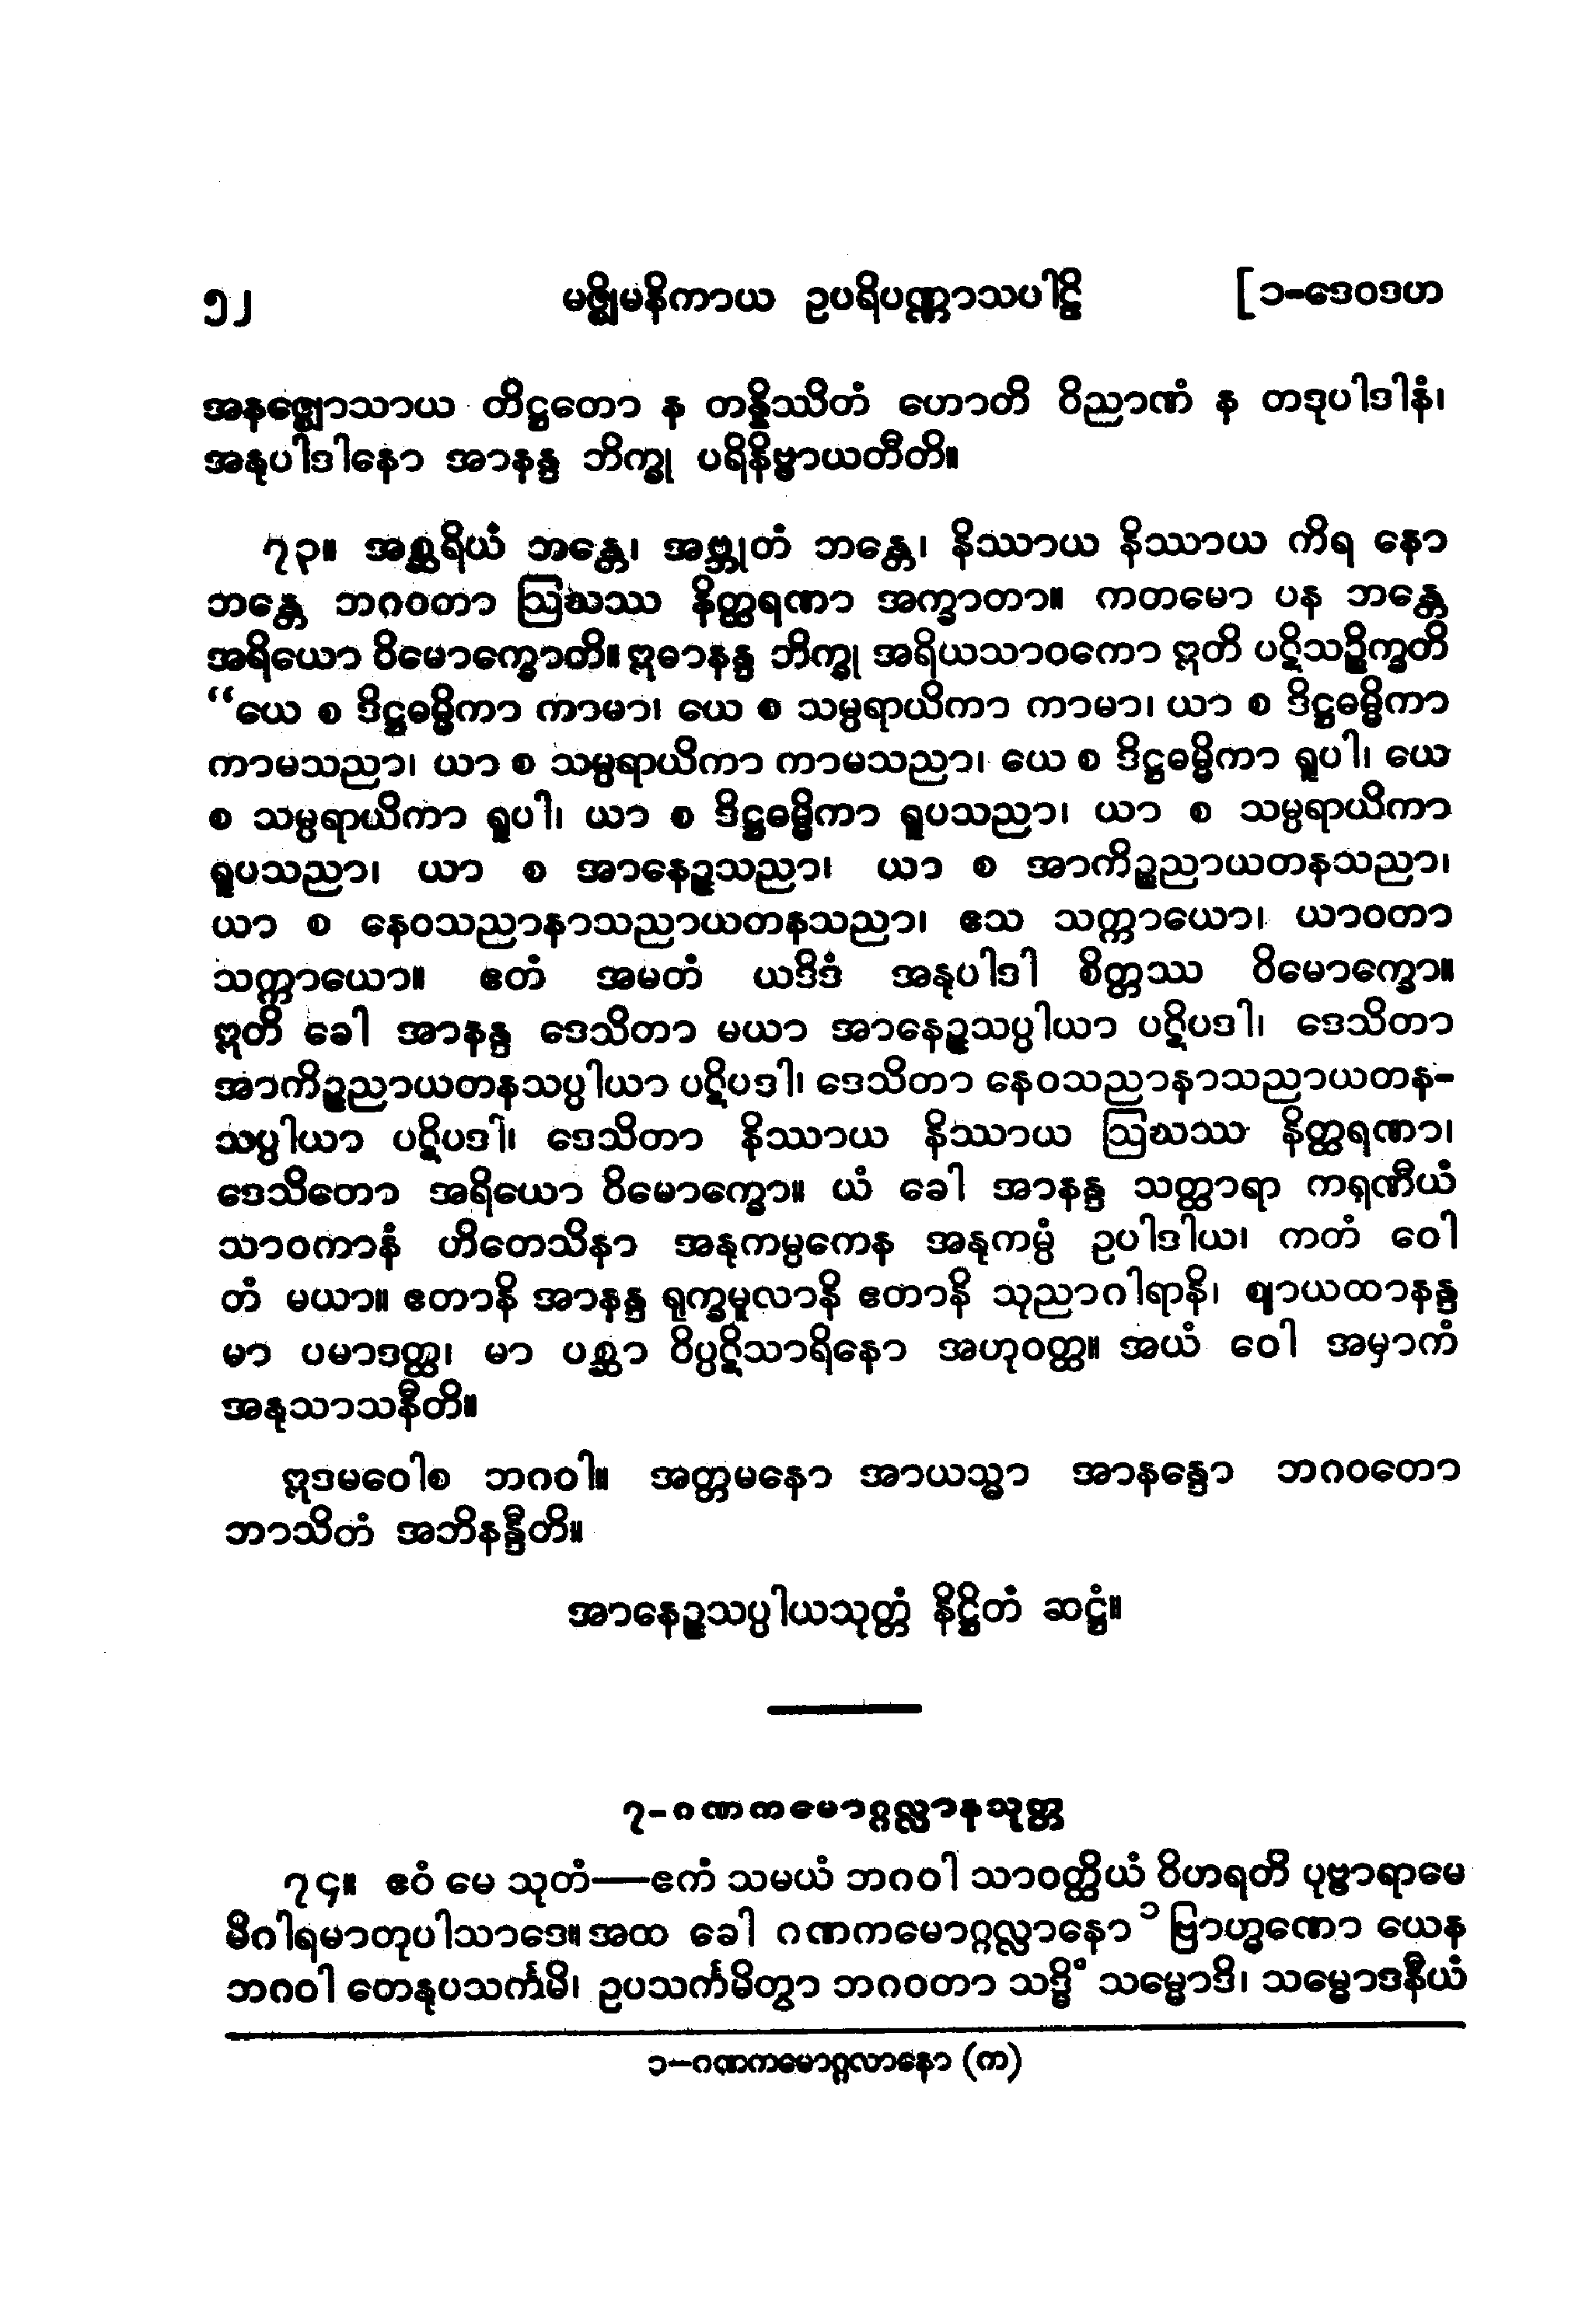 ၅၂ မဇ္ဈိမနိကာယ ဥပရိပဏ္ဏာသပါဠိ [၁-ဒေဝဒဟ
အနဇ္ဈောသာယ တိဋ္ဌတော န တန္နိဿိတံ ဟောတိ ဝိညာဏံ န တဒုပါဒါနံ၊
အနုပါဒါနော အာနန္ဒ ဘိက္ခု ပရိနိဗ္ဗာယတီတိ။
၇၃။ အစ္ဆရိယံ ဘန္တေ၊ အဗ္ဘုတံ ဘန္တေ၊ နိဿာယ နိဿာယ ကိရ နော
ဘန္တေ ဘဂဝတာ ဩဃဿ နိတ္ထရဏာ အက္ခာတာ။ ကတမော ပန ဘန္တေ
အရိယော ဝိမောက္ခောတိ။ ဣဓာနန္ဒ ဘိက္ခု အရိယသာဝကော ဣတိ ပဋိသဉ္စိက္ခတိ
“ယေ စ ဒိဋ္ဌဓမ္မိကာ ကာမာ၊ ယေ စ သမ္ပရာယိကာ ကာမာ၊ ယာ စ ဒိဋ္ဌဓမ္မိကာ
ကာမသညာ၊ ယာ စ သမ္ပရာယိကာ ကာမသညာ၊ ယေ စ ဒိဋ္ဌဓမ္မိကာ ရူပါ၊ ယေ
စ သမ္ပရာယိကာ ရူပါ၊ ယာ စ ဒိဋ္ဌဓမ္မိကာ ရူပသညာ၊ ယာ စ သမ္ပရာယိကာ
ရူပသညာ၊ ယာ စ အာနေဉ္ဇသညာ၊ ယာ စ အာကိဉ္စညာယတနသညာ၊
ယာ စ နေဝသညာနာသညာယတနသညာ၊ ဧသ သက္ကာယော၊ ယာဝတာ
သက္ကာယော။ ဧတံ အမတံ ယဒိဒံ အနုပါဒါ စိတ္တဿ ဝိမောက္ခော။
ဣတိ ခေါ အာနန္ဒ ဒေသိတာ မယာ အာနေဉ္ဇသပ္ပါယာ ပဋိပဒါ၊ ဒေသိတာ
အာကိဉ္စညာယတနသပ္ပါယာ ပဋိပဒါ၊ ဒေသိတာ နေဝသညာနာသညာယတန-
သပ္ပါယာ ပဋိပဒါ၊ ဒေသိတာ နိဿာယ နိဿာယ ဩဃဿ နိတ္ထရဏာ၊
ဒေသိတော အရိယော ဝိမောက္ခော။ ယံ ခေါ အာနန္ဒ သတ္ထာရာ ကရဏီယံ
သာဝကာနံ ဟိတေသိနာ အနုကမ္ပကေန အနုကမ္ပံ ဥပါဒါယ၊ ကတံ ဝေါ
တံ မယာ။ ဧတာနိ အာနန္ဒ ရုက္ခမူလာနိ ဧတာနိ သုညာဂါရာနိ၊ ဈာယထာနန္ဒ
မာ ပမာဒတ္ထ၊ မာ ပစ္ဆာ ဝိပ္ပဋိသာရိနော အဟုဝတ္ထ။ အယံ ဝေါ အမှာကံ
အနုသာသနီတိ။
ဣဒမဝေါစ ဘဂဝါ။ အတ္တမနော အာယသ္မာ အာနန္ဒော ဘဂဝတော
ဘာသိတံ အဘိနန္ဒီတိ။
အာနေဉ္ဇသပ္ပါယသုတ္တံ နိဋ္ဌိတံ ဆဋ္ဌံ။
၇-ဂဏကမောဂ္ဂလ္လာနသုတ္တ
၇၄။ ဧဝံ မေ သုတံ—ဧကံ သမယံ ဘဂဝါ သာဝတ္ထိယံ ဝိဟရတိ ပုဗ္ဗာရာမေ
မိဂါရမာတုပါသာဒေ။ အထ ခေါ ဂဏကမောဂ္ဂလ္လာနော ၁ ဗြာဟ္မဏော ယေန
ဘဂဝါ တေနုပသင်္ကမိ၊ ဥပသင်္ကမိတွာ ဘဂဝတာ သဒ္ဓိံ သမ္မောဒိ၊ သမ္မောဒနီယံ
၁-ဂဏကမောဂ္ဂလာနော (က)